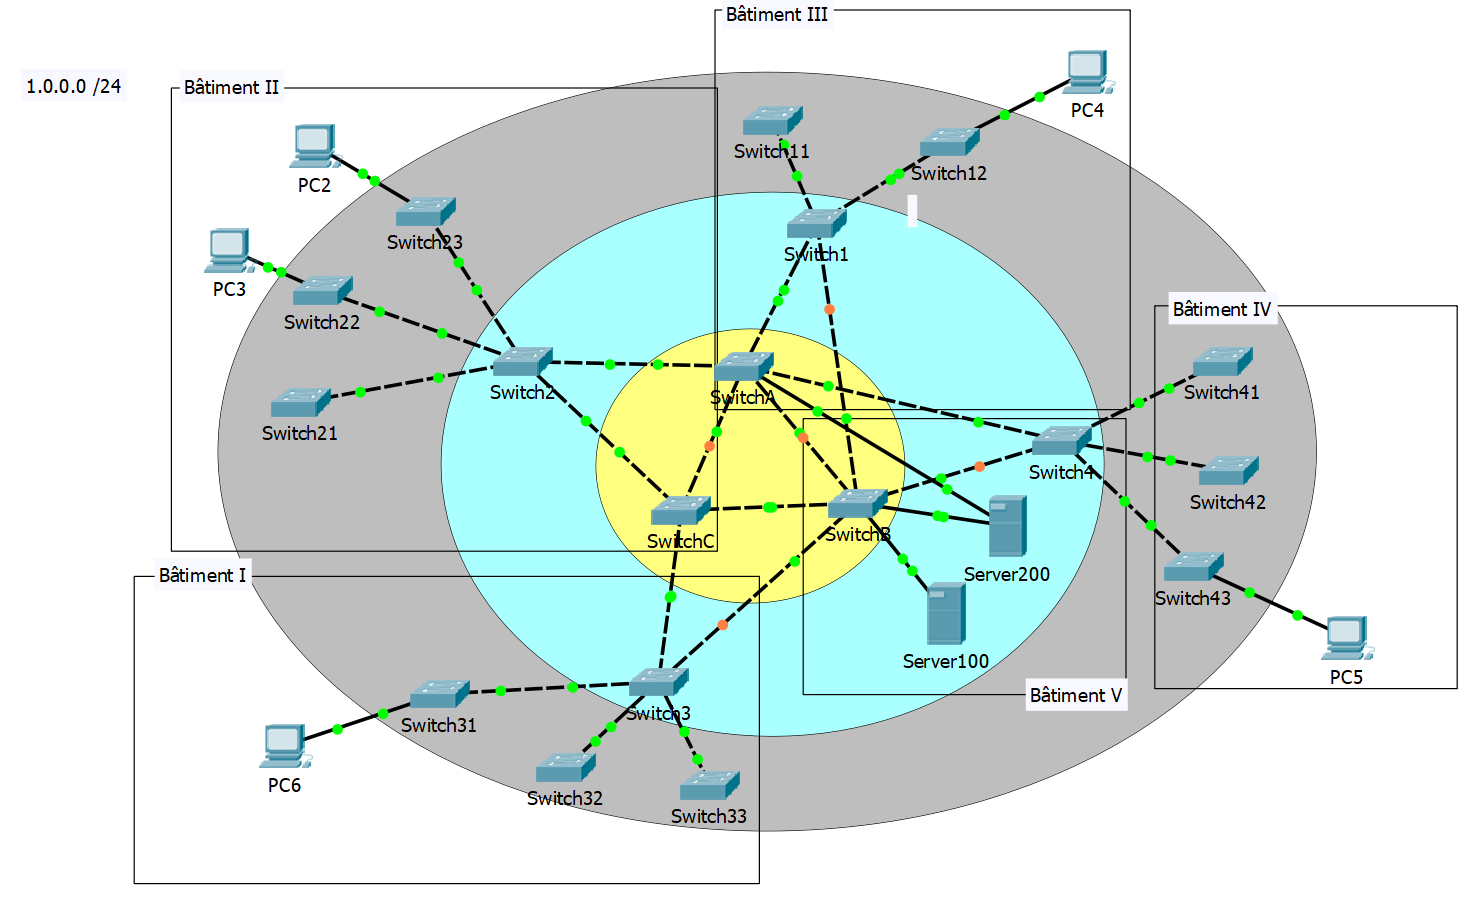 Bâtiment III
1.0.0.0 /24
Bâtiment II
PC4
Switch11
Switch12
PC2
Switch23
Switch1
PC3
Switch22
Bâtiment IV
Switch2
SwitchA
Switch41
Switch21
Switch4
Switch42
SwitchC
SwitchB
Server200
Bâtiment I
Switch43
Server100
PC5
Bâtiment V
Switch3
Switch31
PC6
Switch32
Switch33